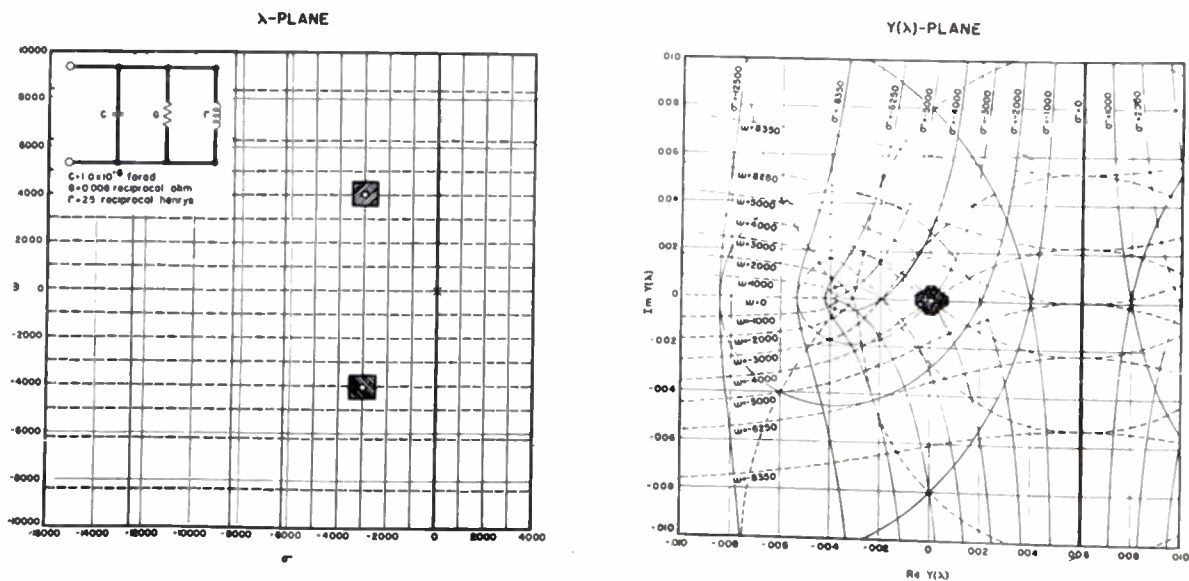 λ-PLANE
10000
8000
6000
4000
2000
0
-2000
-4000
-6000
-8000
-10000
ω
C
G
Γ
C=1.0×10⁻⁶ farad
G=0.006 reciprocal ohm
Γ=25 reciprocal henrys
-16000 -14000 -12000 -10000 -8000 -6000 -4000 -2000 0 2000 4000
σ
Y(λ)-PLANE
.010
.008
.006
.004
.002
0
-.002
-.004
-.006
-.008
-.010
Im Y(λ)
σ=-12500
σ=-8350
σ=-6250
σ=-5000
σ=-4000
σ=-3000
σ=-2000
σ=-1000
σ=0
σ=1000
σ=2000
ω=8350
ω=6250
ω=5000
ω=4000
ω=3000
ω=2000
ω=1000
ω=0
ω=-1000
ω=-2000
ω=-3000
ω=-4000
ω=-5000
ω=-6250
ω=-8350
-.010 -.008 -.006 -.004 -.002 0 .002 .004 .006 .008 .010
Re Y(λ)